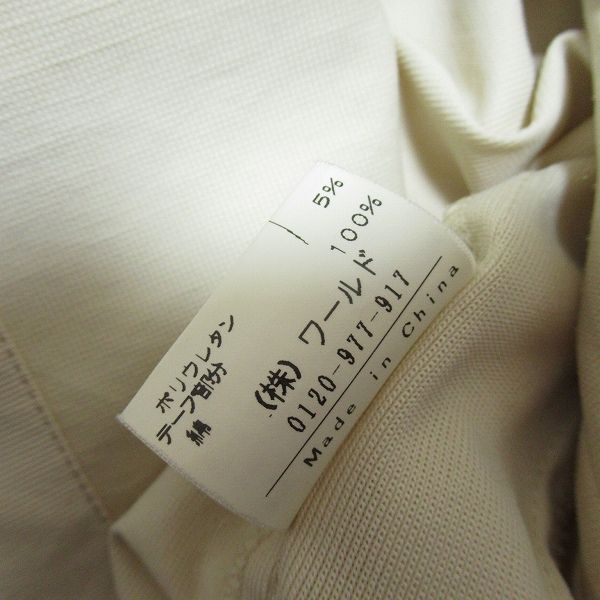 ポリウレタン 5%
テープ部分
綿 100%
(株) ワールド
0120-977-917
Made in China